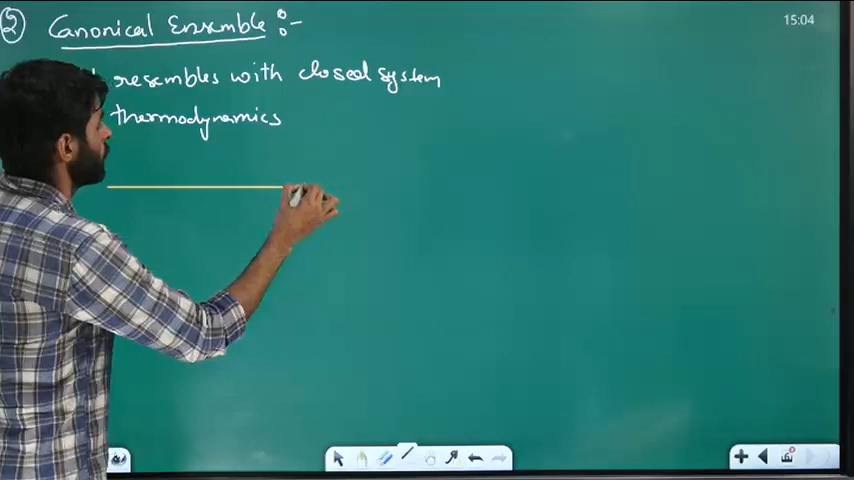 ② Canonical Ensemble :-
resembles with closed system
thermodynamics
15:04